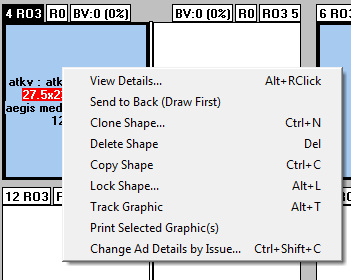 4 RO3 R0 BV:0 (0%) BV:0 (0%) R0 RO3 5 6 RO3
atkv : atk
27.5x2
aegis med
12
View Details... Alt+RClick
Send to Back (Draw First)
Clone Shape... Ctrl+N
Delete Shape Del
Copy Shape Ctrl+C
Lock Shape... Alt+L
Track Graphic Alt+T
Print Selected Graphic(s)
Change Ad Details by Issue... Ctrl+Shift+C
12 RO3